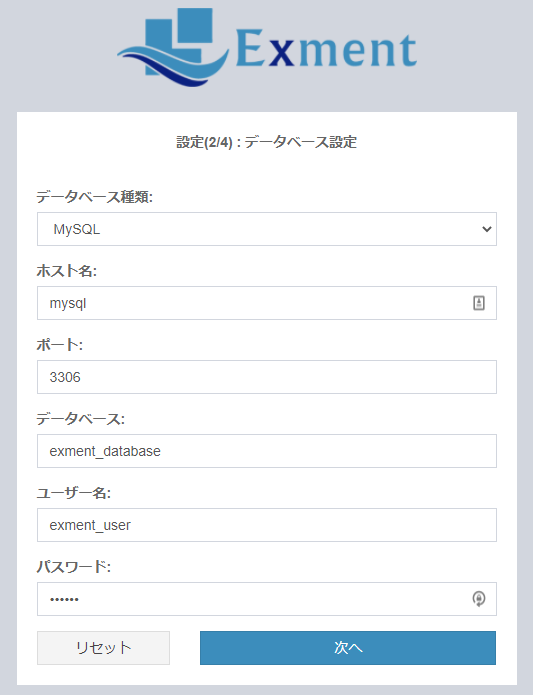 Exment
設定(2/4) : データベース設定
データベース種類:
MySQL
ホスト名:
mysql
ポート:
3306
データベース:
exment_database
ユーザー名:
exment_user
パスワード:
••••••
リセット
次へ